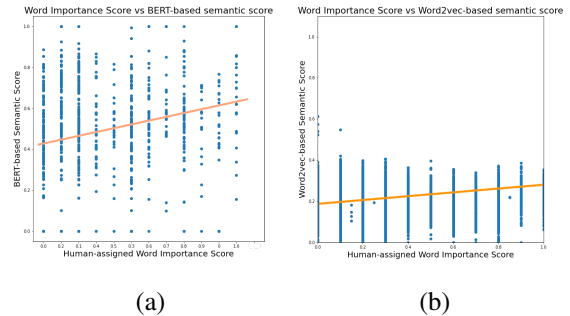 Word Importance Score vs BERT-based semantic score
BERT-based Semantic Score
1.0
0.8
0.6
0.4
0.2
0.0
0.0 0.2 0.1 0.4 0.5 0.3 0.6 0.7 0.8 0.9 0 1.0
Human-assigned Word Importance Score
(a)
Word Importance Score vs Word2vec-based semantic score
Word2vec-based Semantic Score
1.0
0.8
0.6
0.4
0.2
0.0
0.0 0.2 0.4 0.6 0.8 1.0
Human-assigned Word Importance Score
(b)